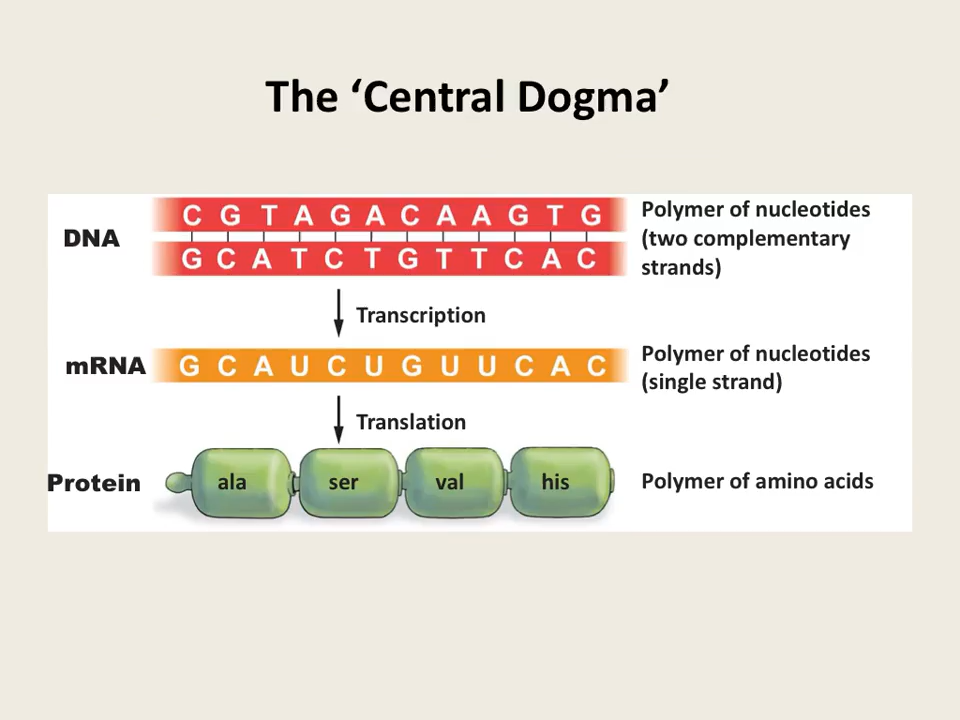 The ‘Central Dogma’
DNA
C G T A G A C A A G T G
G C A T C T G T T C A C
Polymer of nucleotides
(two complementary
strands)
Transcription
mRNA
G C A U C U G U U C A C
Polymer of nucleotides
(single strand)
Translation
Protein
ala ser val his
Polymer of amino acids